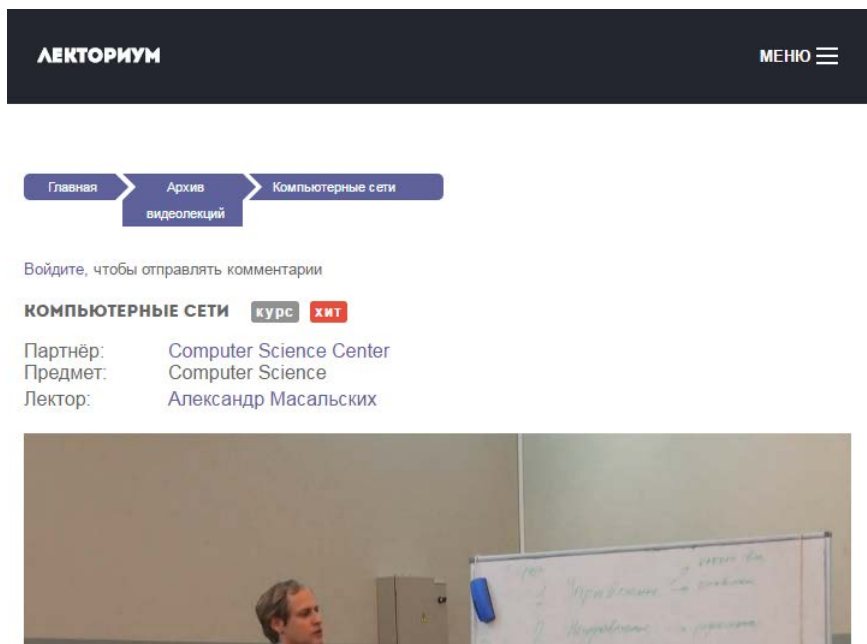 ЛЕКТОРИУМ
МЕНЮ
Главная
Архив
видеолекций
Компьютерные сети
Войдите, чтобы отправлять комментарии
КОМПЬЮТЕРНЫЕ СЕТИ курс хит
Партнёр: Computer Science Center
Предмет: Computer Science
Лектор: Александр Масальских
Управление